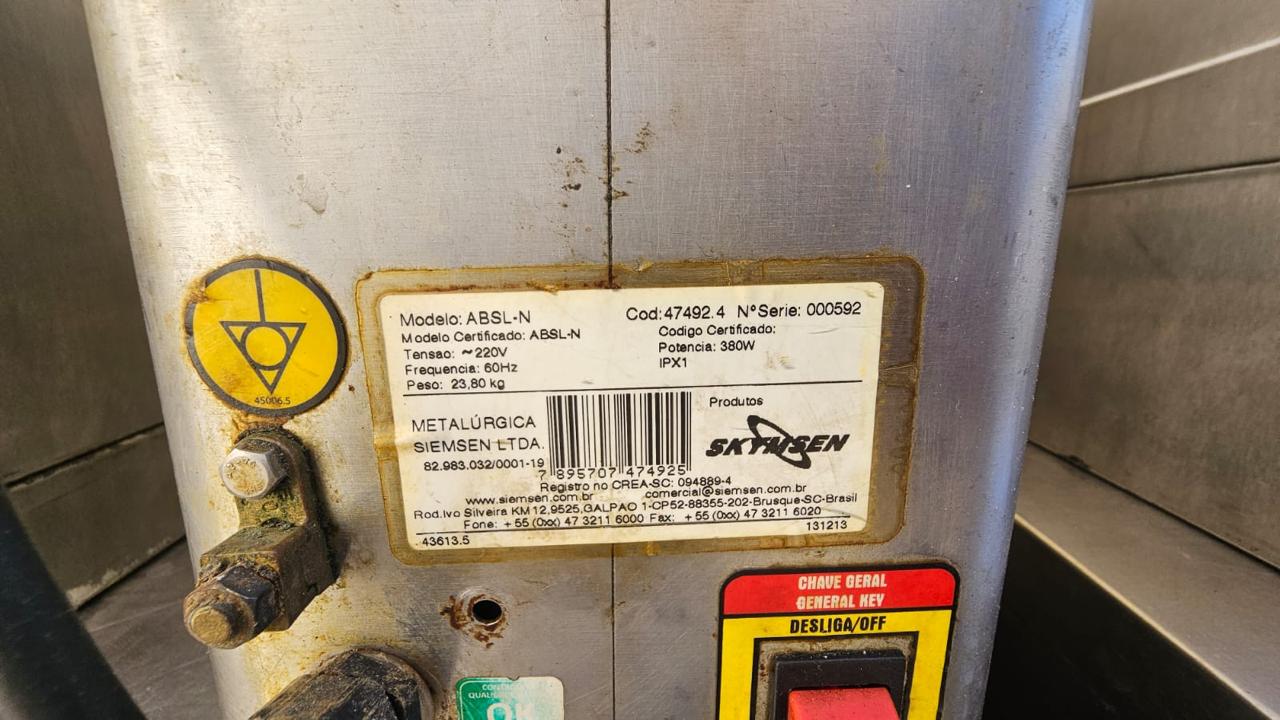 Modelo: ABSL-N
Cod:47492.4 Nº Serie: 000592
Modelo Certificado: ABSL-N
Codigo Certificado:
Tensao: ~220V
Potencia: 380W
Frequencia: 60Hz
IPX1
Peso: 23,80 kg
45006.5
METALÚRGICA
SIEMSEN LTDA.
82.983.032/0001-19
7 895707 474925
Produtos
SKYMSEN
Registro no CREA-SC: 094889-4
www.siemsen.com.br comercial@siemsen.com.br
Rod.Ivo Silveira KM 12,9525,GALPAO 1-CP52-88355-202-Brusque-SC-Brasil
Fone: +55 (0xx) 47 3211 6000 Fax: +55 (0xx) 47 3211 6020
43613.5
131213
CHAVE GERAL
GENERAL KEY
DESLIGA/OFF
OK